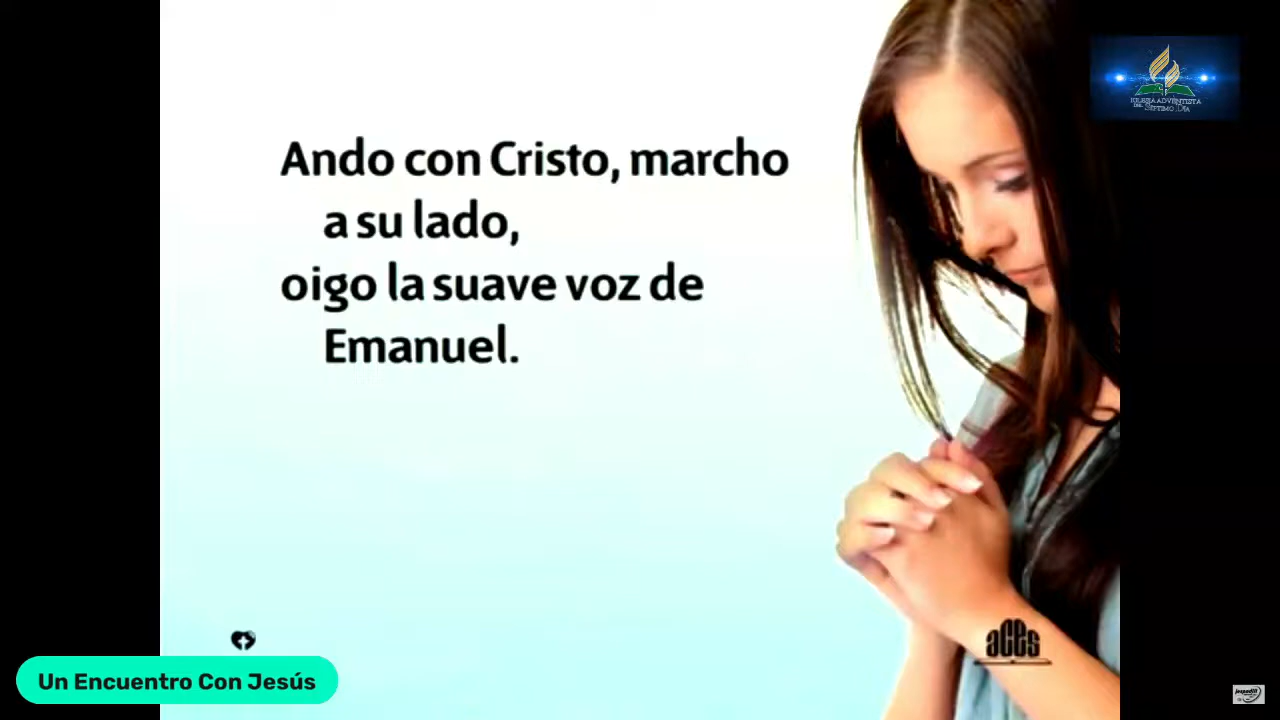 Ando con Cristo, marcho
a su lado,
oigo la suave voz de
Emanuel.
IGLESIA ADVENTISTA
DEL SÉPTIMO DÍA
aces
Un Encuentro Con Jesús